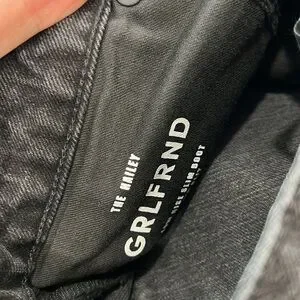 THE HAILEY
GRLFRND
RISE SLIM BOOT